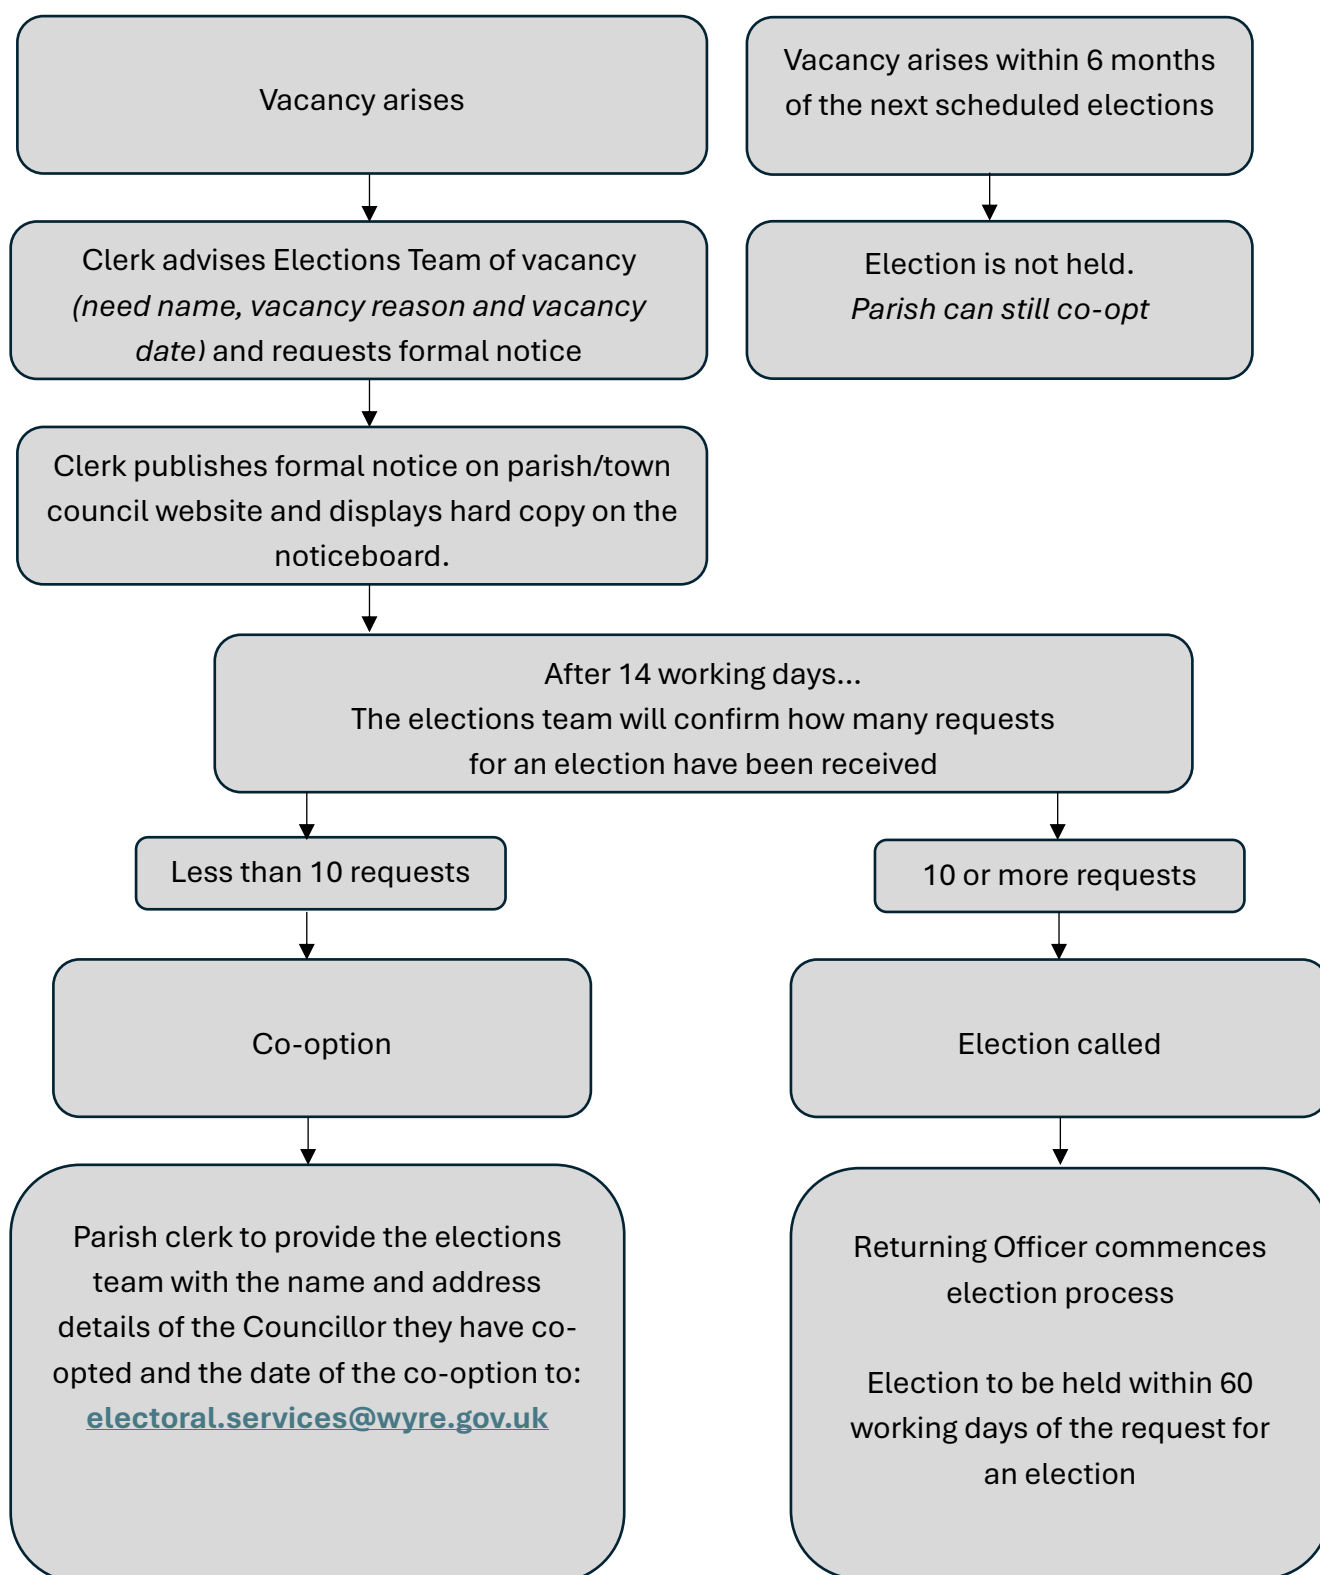 Vacancy arises
Vacancy arises within 6 months
of the next scheduled elections
Clerk advises Elections Team of vacancy
(need name, vacancy reason and vacancy
date) and requests formal notice
Election is not held.
Parish can still co-opt
Clerk publishes formal notice on parish/town
council website and displays hard copy on the
noticeboard.
After 14 working days...
The elections team will confirm how many requests
for an election have been received
Less than 10 requests
10 or more requests
Co-option
Election called
Parish clerk to provide the elections
team with the name and address
details of the Councillor they have co-
opted and the date of the co-option to:
electoral.services@wyre.gov.uk
Returning Officer commences
election process
Election to be held within 60
working days of the request for
an election